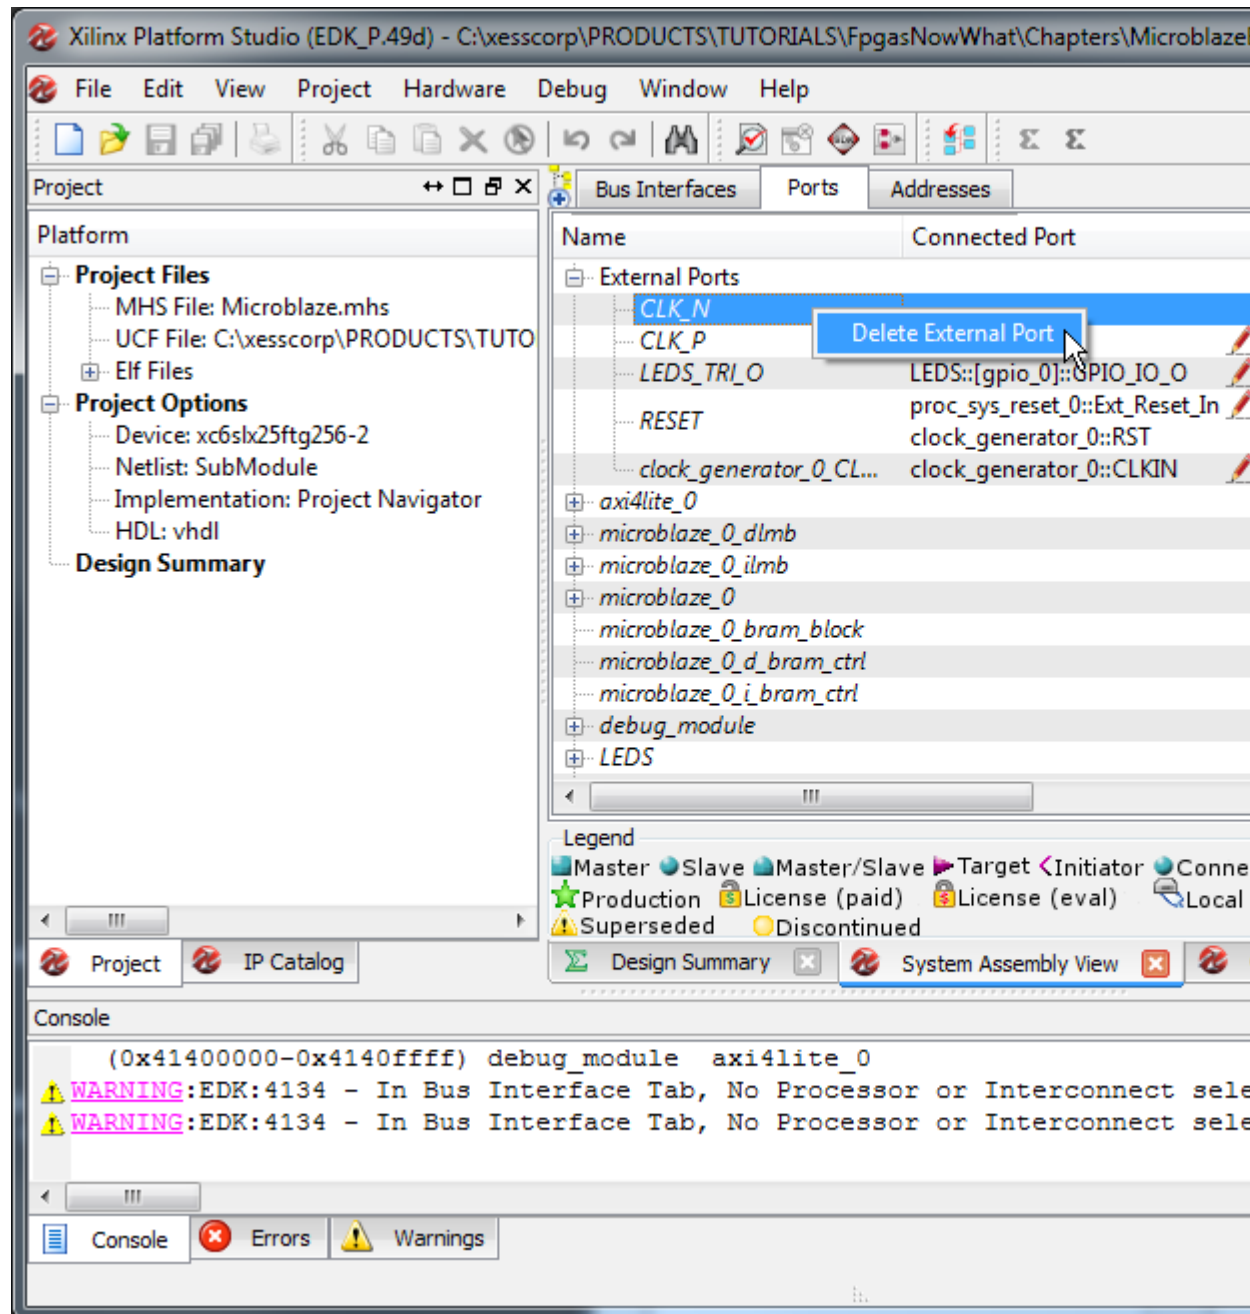 Xilinx Platform Studio (EDK_P.49d) - C:\xesscorp\PRODUCTS\TUTORIALS\FpgasNowWhat\Chapters\Microblaze
File Edit View Project Hardware Debug Window Help
Project
Bus Interfaces Ports Addresses
Platform
Name Connected Port
Project Files
MHS File: Microblaze.mhs
UCF File: C:\xesscorp\PRODUCTS\TUTO
Elf Files
Project Options
Device: xc6slx25ftg256-2
Netlist: SubModule
Implementation: Project Navigator
HDL: vhdl
Design Summary
External Ports
CLK_N
Delete External Port
CLK_P
LEDS_TRI_O LEDS::[gpio_0]::GPIO_IO_O
RESET proc_sys_reset_0::Ext_Reset_In
clock_generator_0::RST
clock_generator_0_CL... clock_generator_0::CLKIN
axi4lite_0
microblaze_0_dlmb
microblaze_0_ilmb
microblaze_0
microblaze_0_bram_block
microblaze_0_d_bram_ctrl
microblaze_0_i_bram_ctrl
debug_module
LEDS
Legend
Master Slave Master/Slave Target Initiator Conne
Production License (paid) License (eval) Local
Superseded Discontinued
Project IP Catalog
Design Summary System Assembly View
Console
(0x41400000-0x4140ffff) debug_module axi4lite_0
WARNING:EDK:4134 - In Bus Interface Tab, No Processor or Interconnect sele
WARNING:EDK:4134 - In Bus Interface Tab, No Processor or Interconnect sele
Console Errors Warnings